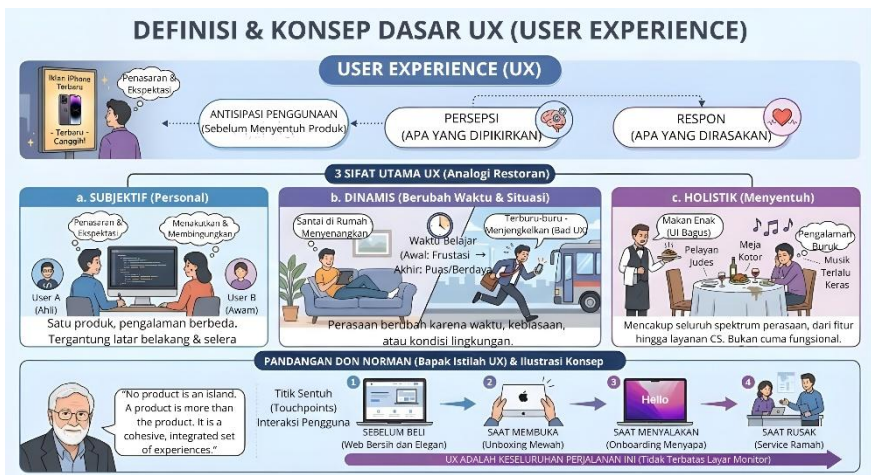 DEFINISI & KONSEP DASAR UX (USER EXPERIENCE)
USER EXPERIENCE (UX)
Iklan iPhone
Terbaru
- Terbaru -
Canggih!
Penasaran &
Ekspektasi
ANTISIPASI PENGGUNAAN
(Sebelum Menyentuh Produk)
PERSEPSI
(APA YANG DIPIKIRKAN)
RESPON
(APA YANG DIRASAKAN)
3 SIFAT UTAMA UX (Analogi Restoran)
a. SUBJEKTIF (Personal)
Penasaran &
Ekspektasi
Menakutkan &
Membingungkan
User A
(Ahli)
User B
(Awam)
Satu produk, pengalaman berbeda.
Tergantung latar belakang & selera
b. DINAMIS (Berubah Waktu & Situasi)
Santai di Rumah
Menyenangkan
Waktu Belajar
(Awal: Frustasi →
Akhir: Puas/Berdaya
Terburu-buru -
Menjengkelkan (Bad UX)
Perasaan berubah karena waktu, kebiasaan,
atau kondisi lingkungan.
c. HOLISTIK (Menyentuh)
Makan Enak
(UI Bagus)
Pelayan
Judes
Meja
Kotor
Pengalaman
Buruk
Musik
Terlalu
Keras
Mencakup seluruh spektrum perasaan, dari fitur
hingga layanan CS. Bukan cuma fungsional.
PANDANGAN DON NORMAN (Bapak Istilah UX) & Ilustrasi Konsep
"No product is an island.
A product is more than
the product. It is a
cohesive, integrated set
of experiences."
Titik Sentuh
(Touchpoints)
Interaksi Pengguna
1
SEBELUM BELI
(Web Bersih dan Elegan)
2
SAAT MEMBUKA
(Unboxing Mewah)
3
Hello
SAAT MENYALAKAN
(Onboarding Menyapa)
4
SAAT RUSAK
(Service Ramah)
UX ADALAH KESELURUHAN PERJALANAN INI (Tidak Terbatas Layar Monitor)